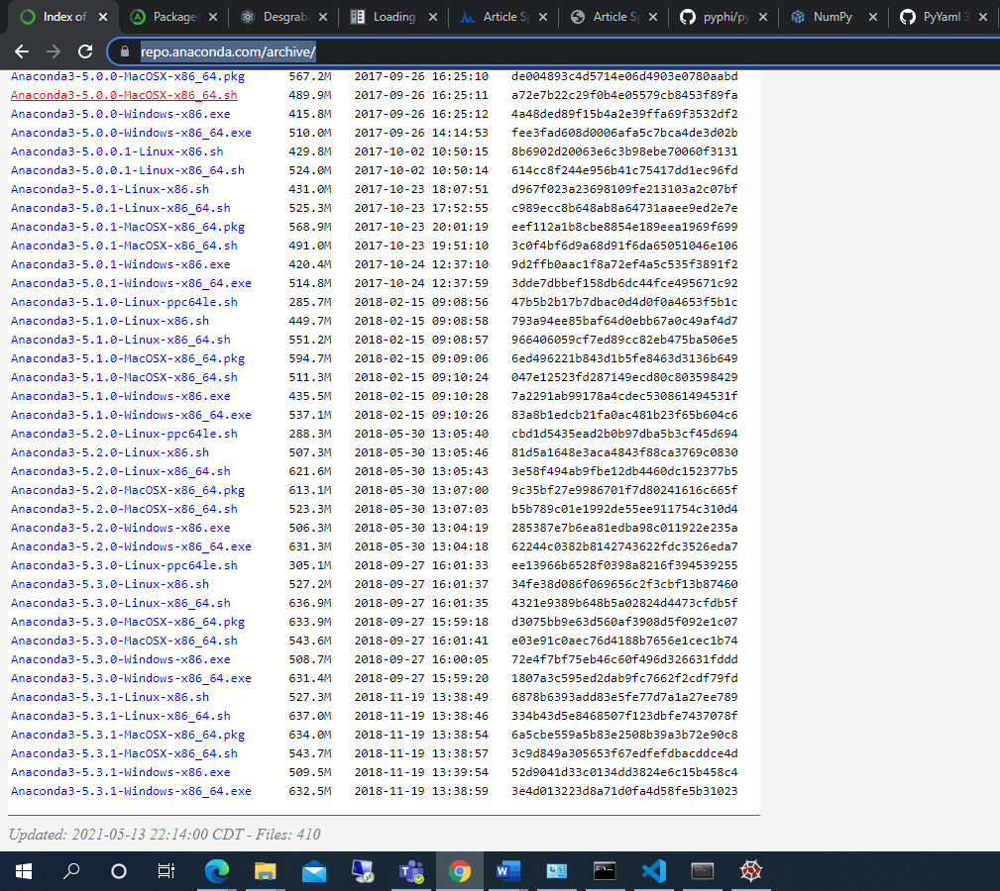 Index of
Packages
Desgrab
Loading
Article Sp
Article Sp
pyphi/py
NumPy
PyYaml 3
repo.anaconda.com/archive/
Anaconda3-5.0.0-MacOSX-x86_64.pkg 567.2M 2017-09-26 16:25:10 de004893c4d5714e06d4903e0780aabd
Anaconda3-5.0.0-MacOSX-x86_64.sh 489.9M 2017-09-26 16:25:11 a72e7b22c29f0b4e05579cb8453f89fa
Anaconda3-5.0.0-Windows-x86.exe 415.8M 2017-09-26 16:25:12 4a48ded89f15b4a2e39ffa69f3532df2
Anaconda3-5.0.0-Windows-x86_64.exe 510.0M 2017-09-26 14:14:53 fee3fad608d0006afa5c7bca4de3d02b
Anaconda3-5.0.0.1-Linux-x86.sh 429.8M 2017-10-02 10:50:15 8b6902d20063e6c3b98ebe70060f3131
Anaconda3-5.0.0.1-Linux-x86_64.sh 524.0M 2017-10-02 10:50:14 614cc8f244e956b41c75417dd1ec96fd
Anaconda3-5.0.1-Linux-x86.sh 431.0M 2017-10-23 18:07:51 d967f023a23698109fe213103a2c07bf
Anaconda3-5.0.1-Linux-x86_64.sh 525.3M 2017-10-23 17:52:55 c989ecc8b648ab8a64731aaee9ed2e7e
Anaconda3-5.0.1-MacOSX-x86_64.pkg 568.9M 2017-10-23 20:01:19 eef112a1b8cbe8854e189eea1969f699
Anaconda3-5.0.1-MacOSX-x86_64.sh 491.0M 2017-10-23 19:51:10 3c0f4bf6d9a68d91f6da65051046e106
Anaconda3-5.0.1-Windows-x86.exe 420.4M 2017-10-24 12:37:10 9d2ffb0aac1f8a72ef4a5c535f3891f2
Anaconda3-5.0.1-Windows-x86_64.exe 514.8M 2017-10-24 12:37:59 3dde7dbbef158db6dc44fce495671c92
Anaconda3-5.1.0-Linux-ppc64le.sh 285.7M 2018-02-15 09:08:56 47b5b2b17b7dbac0d4d0f0a4653f5b1c
Anaconda3-5.1.0-Linux-x86.sh 449.7M 2018-02-15 09:08:58 793a94ee85baf64d0ebb67a0c49af4d7
Anaconda3-5.1.0-Linux-x86_64.sh 551.2M 2018-02-15 09:08:57 966406059cf7ed89cc82eb475ba506e5
Anaconda3-5.1.0-MacOSX-x86_64.pkg 594.7M 2018-02-15 09:09:06 6ed496221b843d1b5fe8463d3136b649
Anaconda3-5.1.0-MacOSX-x86_64.sh 511.3M 2018-02-15 09:10:24 047e12523fd287149ecd80c803598429
Anaconda3-5.1.0-Windows-x86.exe 435.5M 2018-02-15 09:10:28 7a2291ab99178a4cdec530861494531f
Anaconda3-5.1.0-Windows-x86_64.exe 537.1M 2018-02-15 09:10:26 83a8b1edcb21fa0ac481b23f65b604c6
Anaconda3-5.2.0-Linux-ppc64le.sh 288.3M 2018-05-30 13:05:40 cbd1d5435ead2b0b97dba5b3cf45d694
Anaconda3-5.2.0-Linux-x86.sh 507.3M 2018-05-30 13:05:46 81d5a1648e3aca4843f88ca3769c0830
Anaconda3-5.2.0-Linux-x86_64.sh 621.6M 2018-05-30 13:05:43 3e58f494ab9fbe12db4460dc152377b5
Anaconda3-5.2.0-MacOSX-x86_64.pkg 613.1M 2018-05-30 13:07:00 9c35bf27e9986701f7d80241616c665f
Anaconda3-5.2.0-MacOSX-x86_64.sh 523.3M 2018-05-30 13:07:03 b5b789c01e1992de55ee911754c310d4
Anaconda3-5.2.0-Windows-x86.exe 506.3M 2018-05-30 13:04:19 285387e7b6ea81edba98c011922e235a
Anaconda3-5.2.0-Windows-x86_64.exe 631.3M 2018-05-30 13:04:18 62244c0382b8142743622fdc3526eda7
Anaconda3-5.3.0-Linux-ppc64le.sh 305.1M 2018-09-27 16:01:33 ee13966b6528f0398a8216f394539255
Anaconda3-5.3.0-Linux-x86.sh 527.2M 2018-09-27 16:01:37 34fe38d086f069656c2f3cbf13b87460
Anaconda3-5.3.0-Linux-x86_64.sh 636.9M 2018-09-27 16:01:35 4321e9389b648b5a02824d4473cfdb5f
Anaconda3-5.3.0-MacOSX-x86_64.pkg 633.9M 2018-09-27 15:59:18 d3075bb9e63d560af3908d5f092e1c07
Anaconda3-5.3.0-MacOSX-x86_64.sh 543.6M 2018-09-27 16:01:41 e03e91c0aec76d4188b7656e1cec1b74
Anaconda3-5.3.0-Windows-x86.exe 508.7M 2018-09-27 16:00:05 72e4f7bf75eb46c60f496d326631fddd
Anaconda3-5.3.0-Windows-x86_64.exe 631.4M 2018-09-27 15:59:20 1807a3c595ed2dab9fc7662f2cdf79fd
Anaconda3-5.3.1-Linux-x86.sh 527.3M 2018-11-19 13:38:49 6878b6393add83e5fe77d7a1a27ee789
Anaconda3-5.3.1-Linux-x86_64.sh 637.0M 2018-11-19 13:38:46 334b43d5e8468507f123dbfe7437078f
Anaconda3-5.3.1-MacOSX-x86_64.pkg 634.0M 2018-11-19 13:38:54 6a5cbe559a5b83e2508b39a3b72e90c8
Anaconda3-5.3.1-MacOSX-x86_64.sh 543.7M 2018-11-19 13:38:57 3c9d849a305653f67edfefdbacddce4d
Anaconda3-5.3.1-Windows-x86.exe 509.5M 2018-11-19 13:39:54 52d9041d33c0134dd3824e6c15b458c4
Anaconda3-5.3.1-Windows-x86_64.exe 632.5M 2018-11-19 13:38:59 3e4d013223d8a71d0fa4d58fe5b31023
Updated: 2021-05-13 22:14:00 CDT - Files: 410